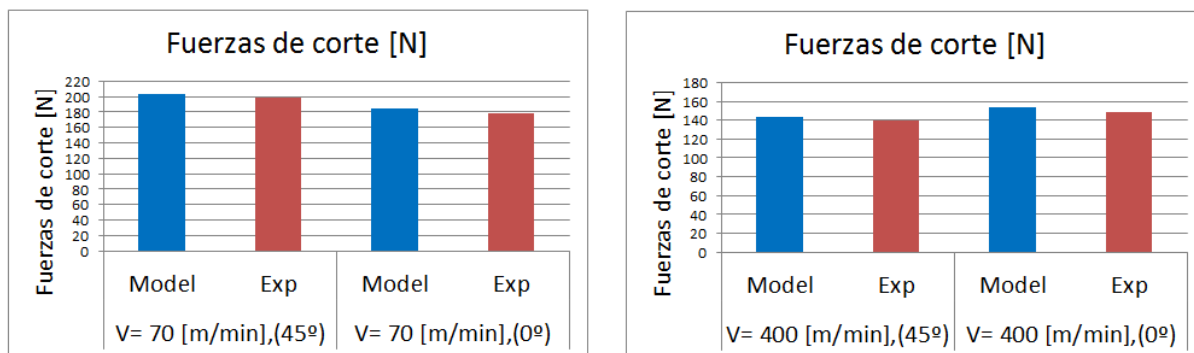 Fuerzas de corte [N]
Fuerzas de corte [N]
220
200
180
160
140
120
100
80
60
40
20
0
Model Exp Model Exp
V= 70 [m/min],(45º) V= 70 [m/min],(0º)
Fuerzas de corte [N]
Fuerzas de corte [N]
180
160
140
120
100
80
60
40
20
0
Model Exp Model Exp
V= 400 [m/min],(45º) V= 400 [m/min],(0º)